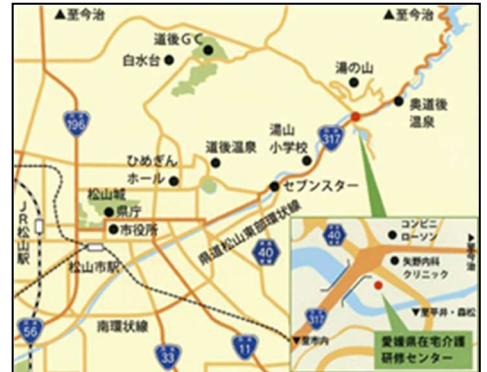 ▲至今治
▲至今治
道後GC
白水台
湯の山
奥道後
温泉
196
317
湯山
小学校
道後温泉
ひめぎん
ホール
セブンスター
松山城
県庁
市役所
JR松山駅
松山市駅
県道松山東部環状線
40
南環状線
56
33
11
40
コンビニ
ローソン
矢野内科
クリニック
▲至今治
▼至平井・森松
317
▼至市内
愛媛県在宅介護
研修センター